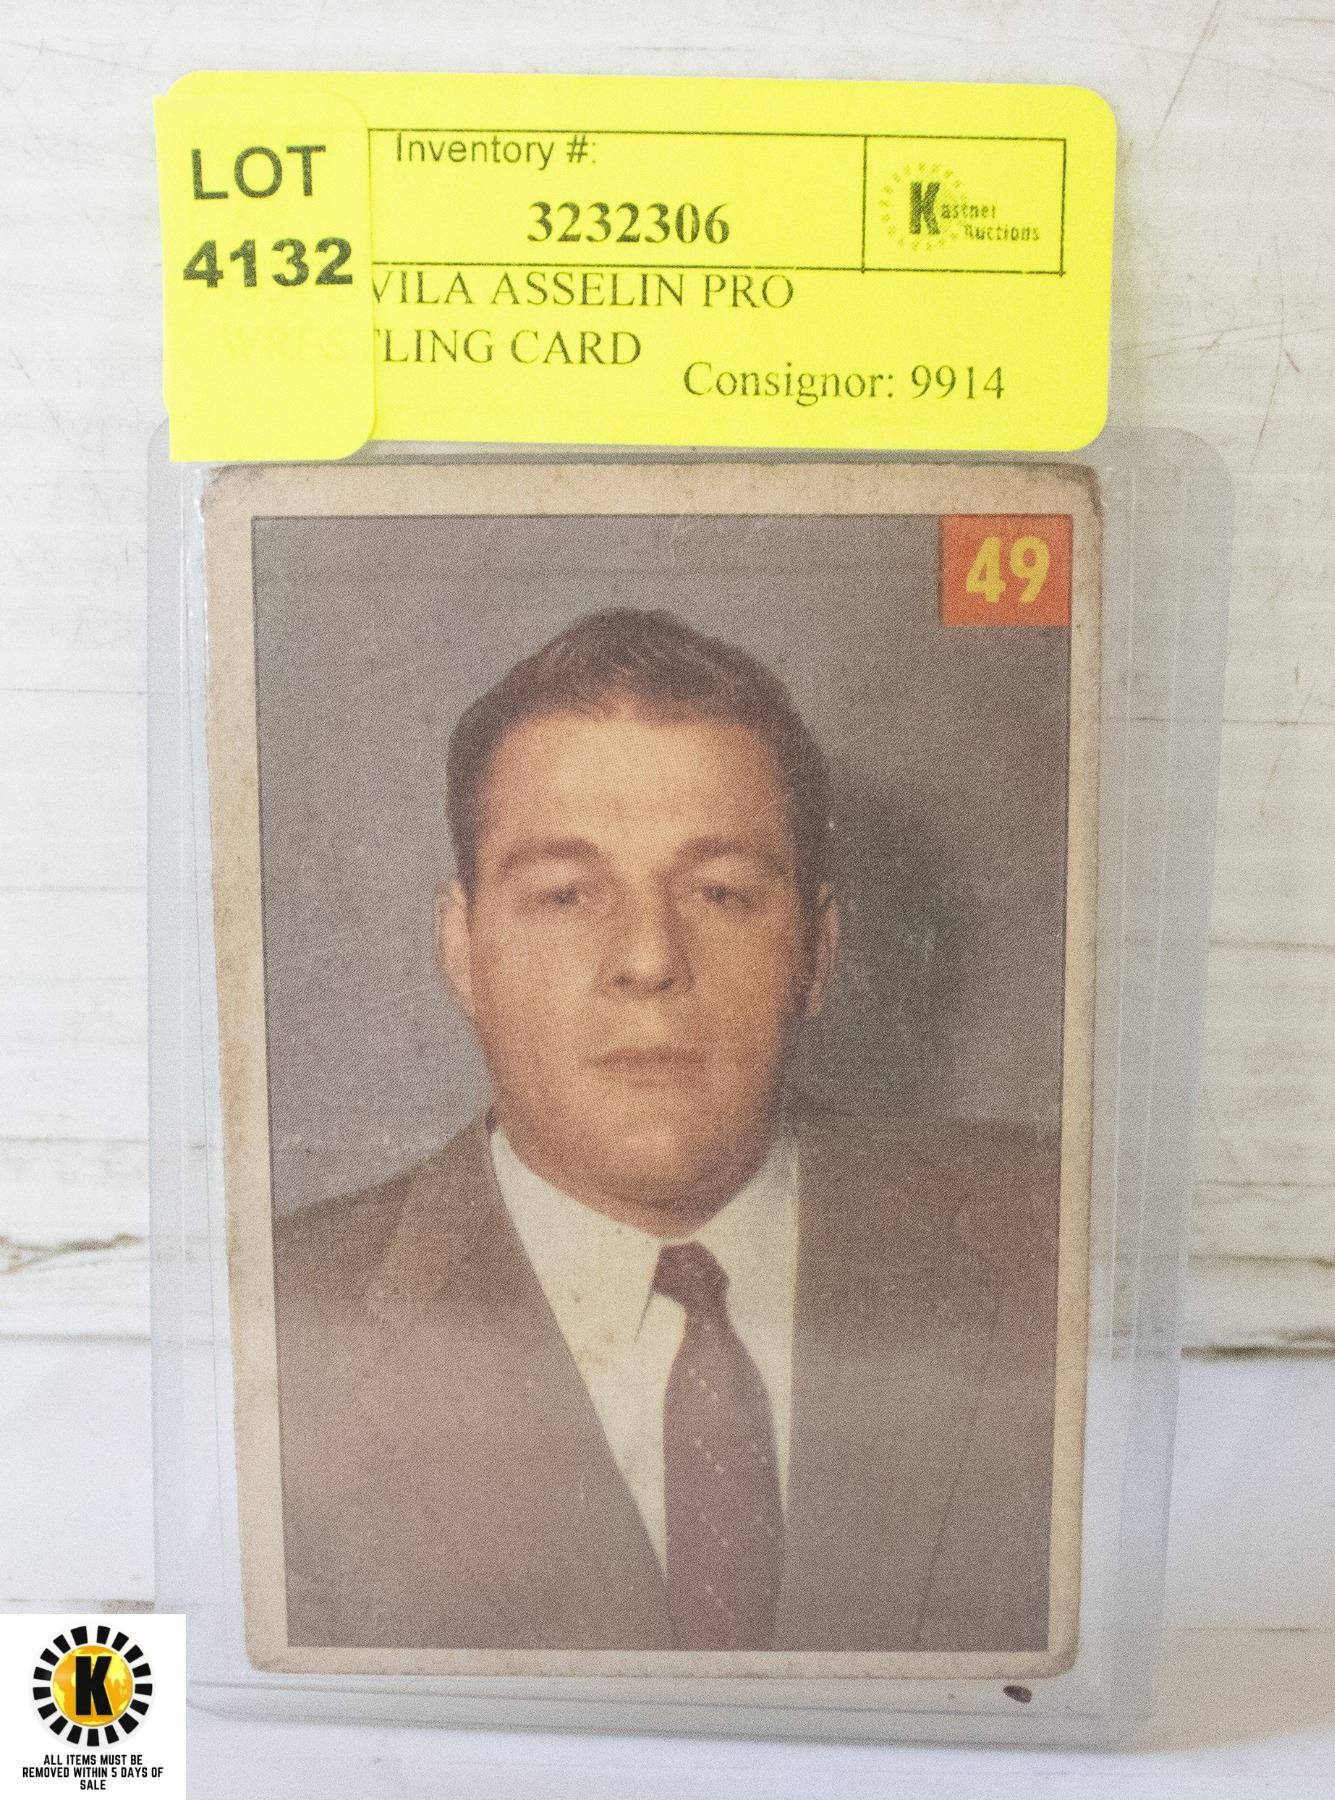 LOT
4132
Inventory #:
3232306
Kastner
Auctions
VILA ASSELIN PRO
WRESTLING CARD
Consignor: 9914
49
K
ALL ITEMS MUST BE
REMOVED WITHIN 5 DAYS OF
SALE